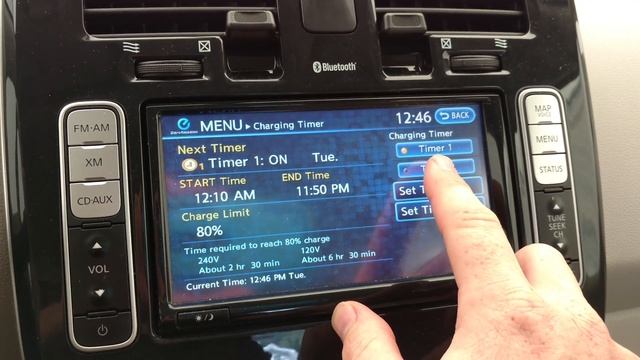 Bluetooth
FM·AM
XM
CD·AUX
VOL
MENU ▸ Charging Timer
12:46
BACK
Next Timer
1 Timer 1: ON Tue.
START Time END Time
12:10 AM 11:50 PM
Charge Limit
80%
Time required to reach 80% charge
240V 120V
About 2 hr 30 min About 6 hr 30 min
Current Time: 12:46 PM Tue.
Charging Timer
Timer 1
Set
Set
MAP
VOICE
MENU
STATUS
TUNE
SEEK
CH